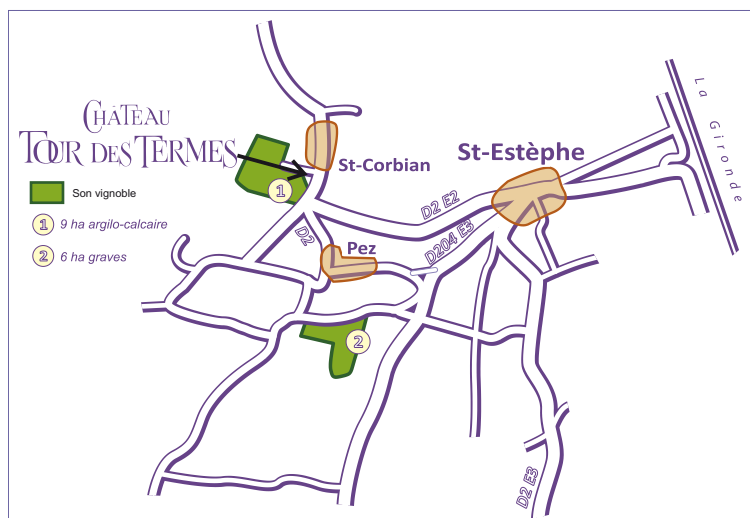 CHÂTEAU
TOUR DES TERMES
Son vignoble
1 9 ha argilo-calcaire
2 6 ha graves
St-Corbian
1
St-Estèphe
La Gironde
D2 E2
D2
Pez
D204 E3
2
D2 E3